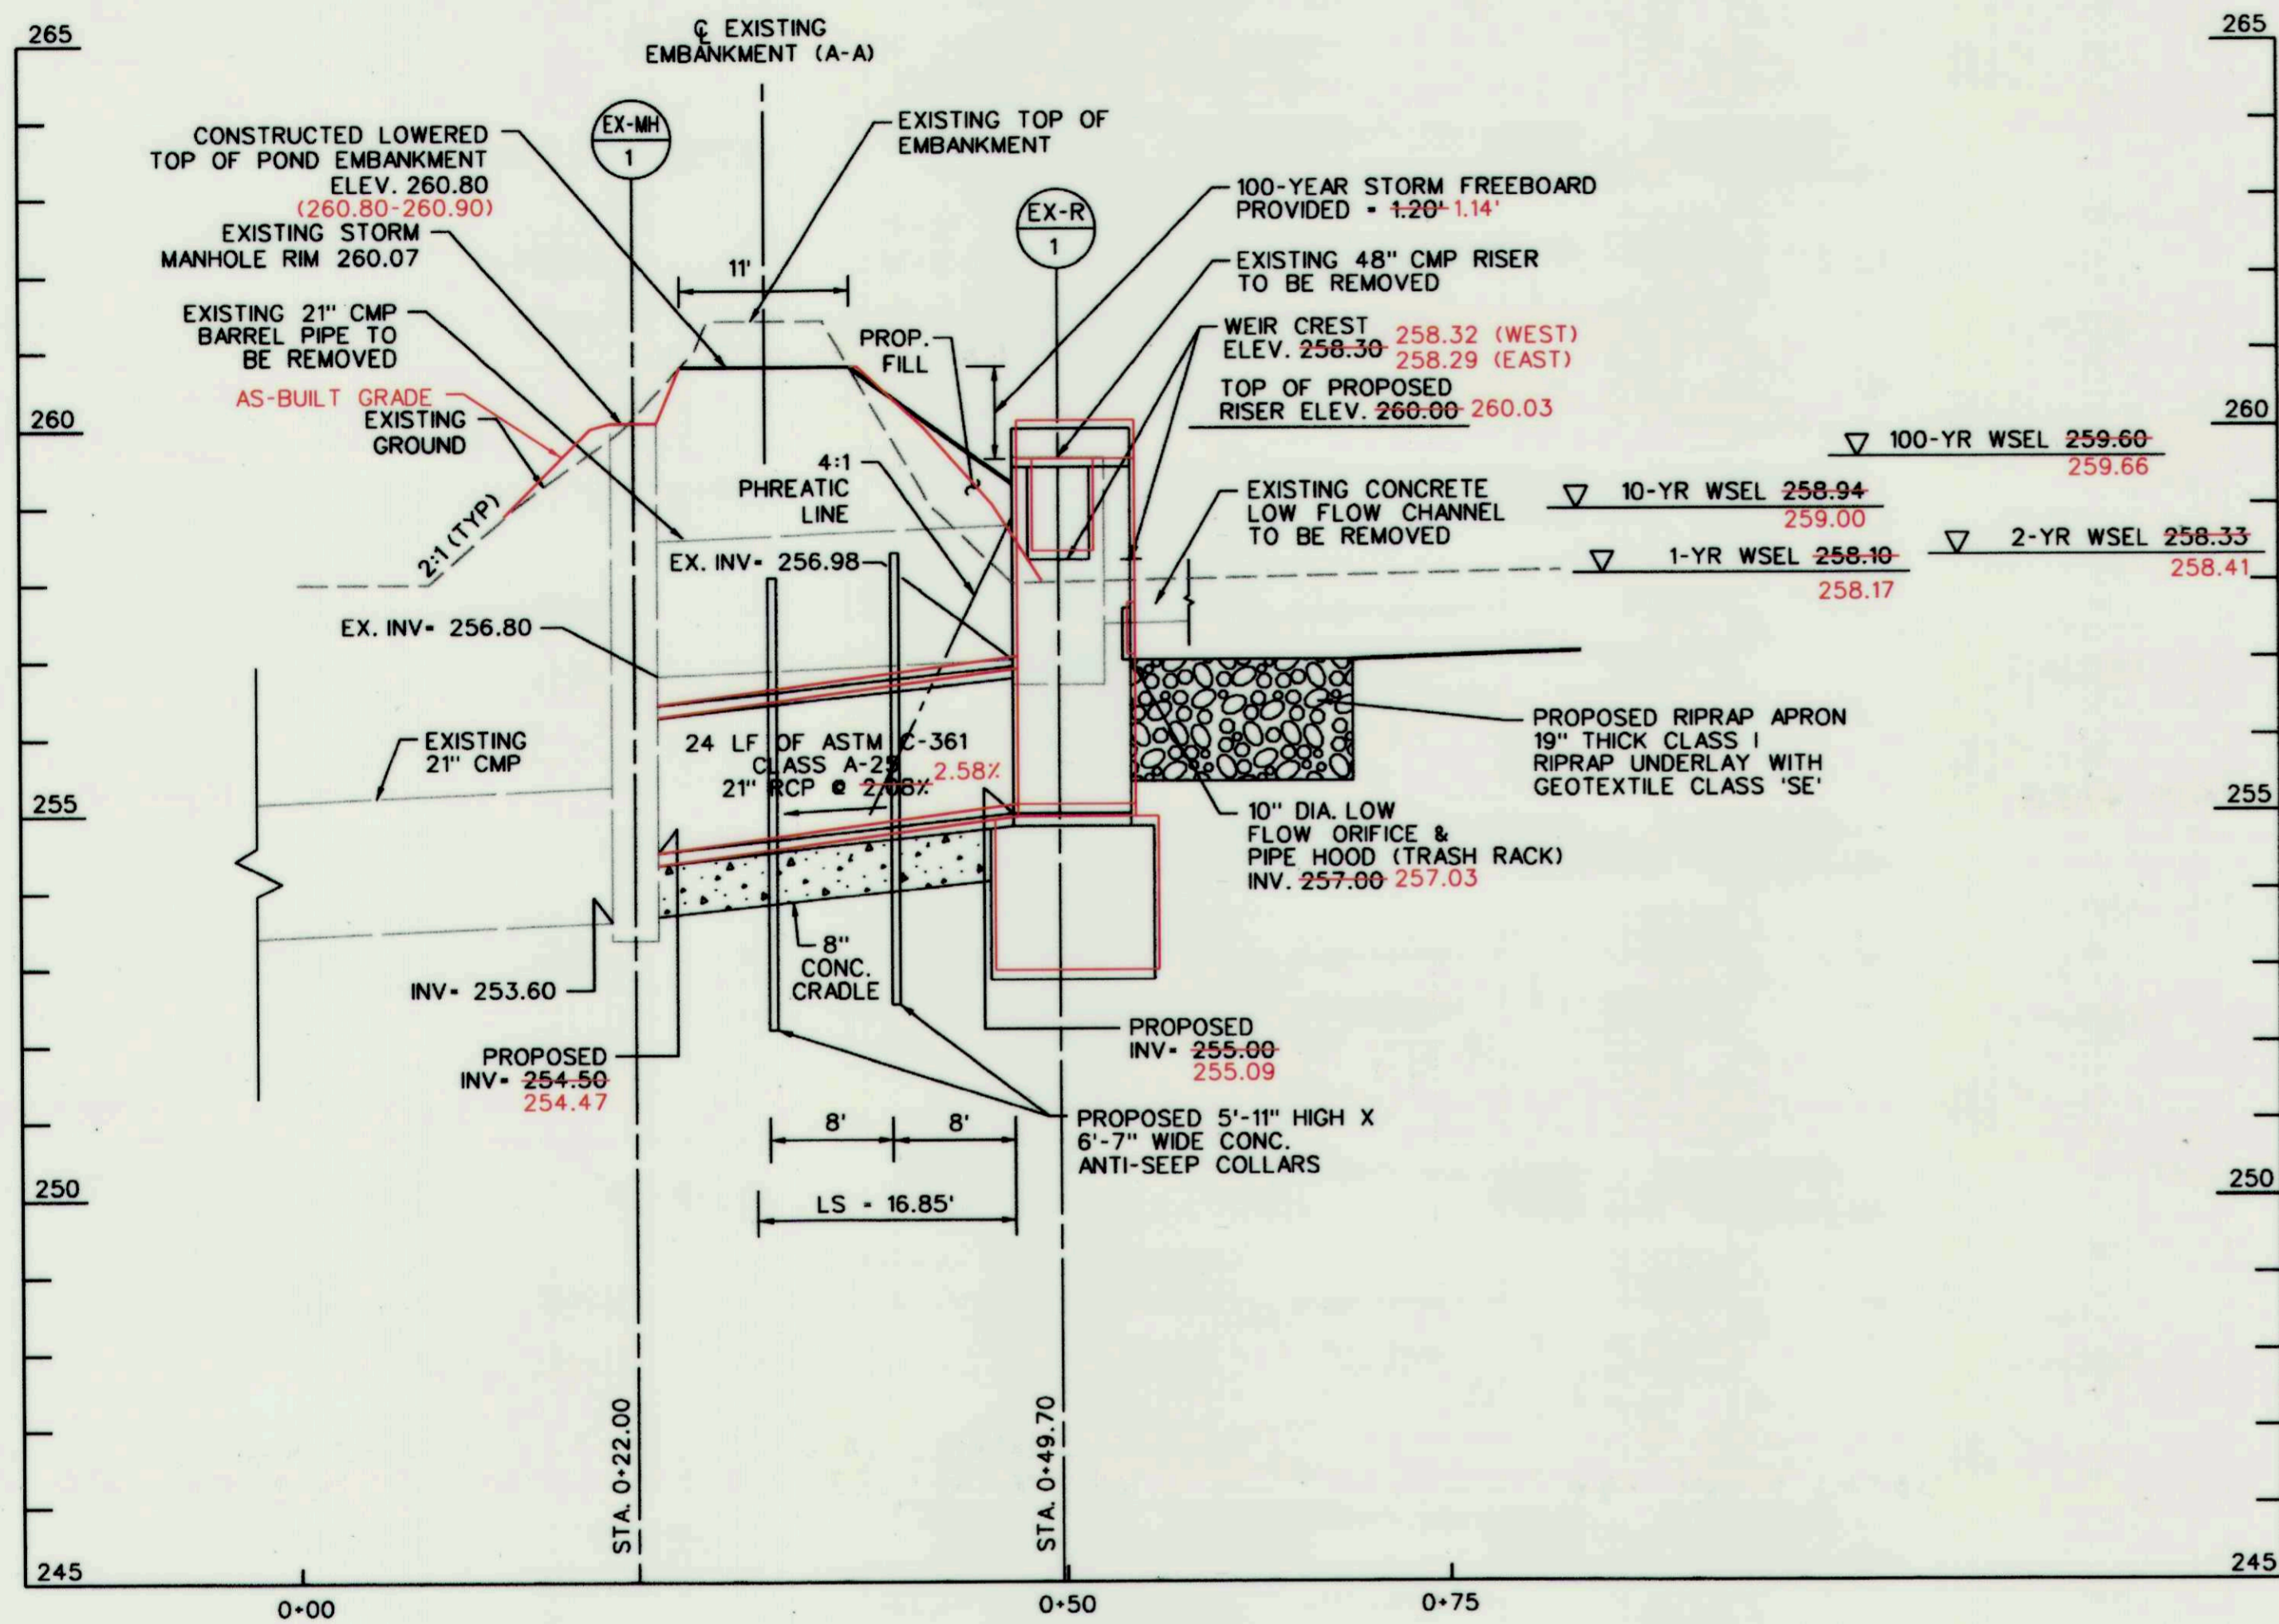 265
265
℄ EXISTING
EMBANKMENT (A-A)
CONSTRUCTED LOWERED
TOP OF POND EMBANKMENT
ELEV. 260.80
(260.80-260.90)
EX-MH
1
EXISTING TOP OF
EMBANKMENT
EXISTING STORM
MANHOLE RIM 260.07
EX-R
1
100-YEAR STORM FREEBOARD
PROVIDED = 1.20' 1.14'
11'
EXISTING 48" CMP RISER
TO BE REMOVED
EXISTING 21" CMP
BARREL PIPE TO
BE REMOVED
PROP.
FILL
WEIR CREST
ELEV. 258.30 258.32 (WEST)
258.29 (EAST)
AS-BUILT GRADE
EXISTING
GROUND
TOP OF PROPOSED
RISER ELEV. 260.00 260.03
260
260
100-YR WSEL 259.60
259.66
4:1
PHREATIC
LINE
EXISTING CONCRETE
LOW FLOW CHANNEL
TO BE REMOVED
10-YR WSEL 258.94
259.00
2:1 (TYP)
EX. INV= 256.98
1-YR WSEL 258.10
258.17
2-YR WSEL 258.33
258.41
EX. INV= 256.80
EXISTING
21" CMP
24 LF OF ASTM C-361
CLASS A-25
21" RCP @ 2.08% 2.58%
PROPOSED RIPRAP APRON
19" THICK CLASS I
RIPRAP UNDERLAY WITH
GEOTEXTILE CLASS 'SE'
255
255
10" DIA. LOW
FLOW ORIFICE &
PIPE HOOD (TRASH RACK)
INV. 257.00 257.03
8"
CONC.
CRADLE
INV= 253.60
PROPOSED
INV= 254.50
254.47
PROPOSED
INV= 255.00
255.09
8'
8'
PROPOSED 5'-11" HIGH X
6'-7" WIDE CONC.
ANTI-SEEP COLLARS
250
250
LS = 16.85'
STA. 0+22.00
STA. 0+49.70
245
245
0+00
0+50
0+75